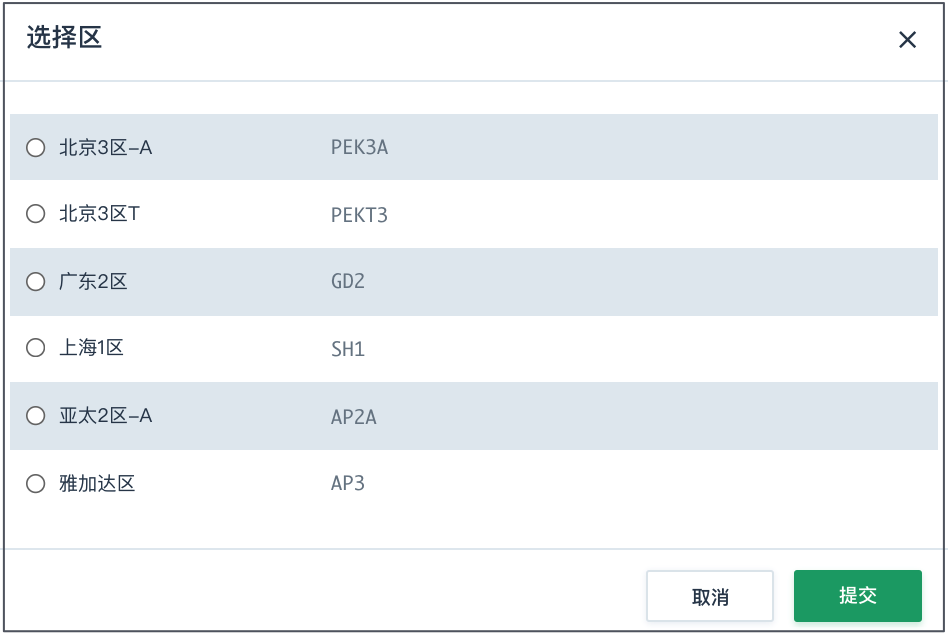 选择区
北京3区-A PEK3A
北京3区T PEKT3
广东2区 GD2
上海1区 SH1
亚太2区-A AP2A
雅加达区 AP3
取消 提交